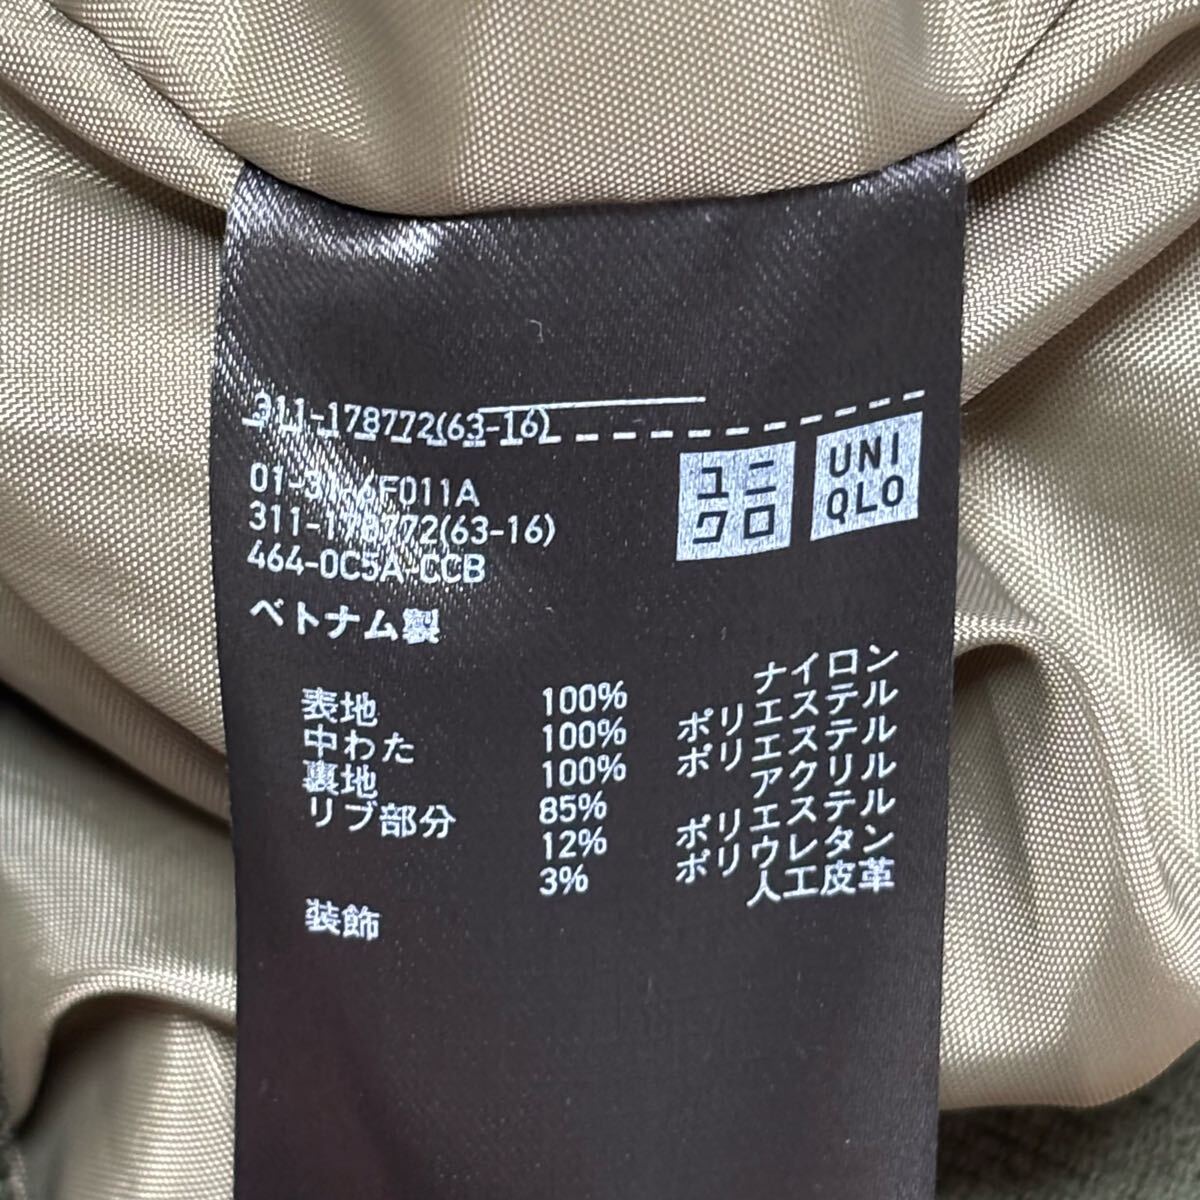 311-178772(63-16)
ユニ
クロ
UNI
QLO
311-178772(63-16)
464-0C5A-CCB
ベトナム製
表地 100% ナイロン
中わた 100% ポリエステル
裏地 100% ポリエステル
リブ部分 85% アクリル
12% ポリエステル
3% ポリウレタン
装飾 人工皮革